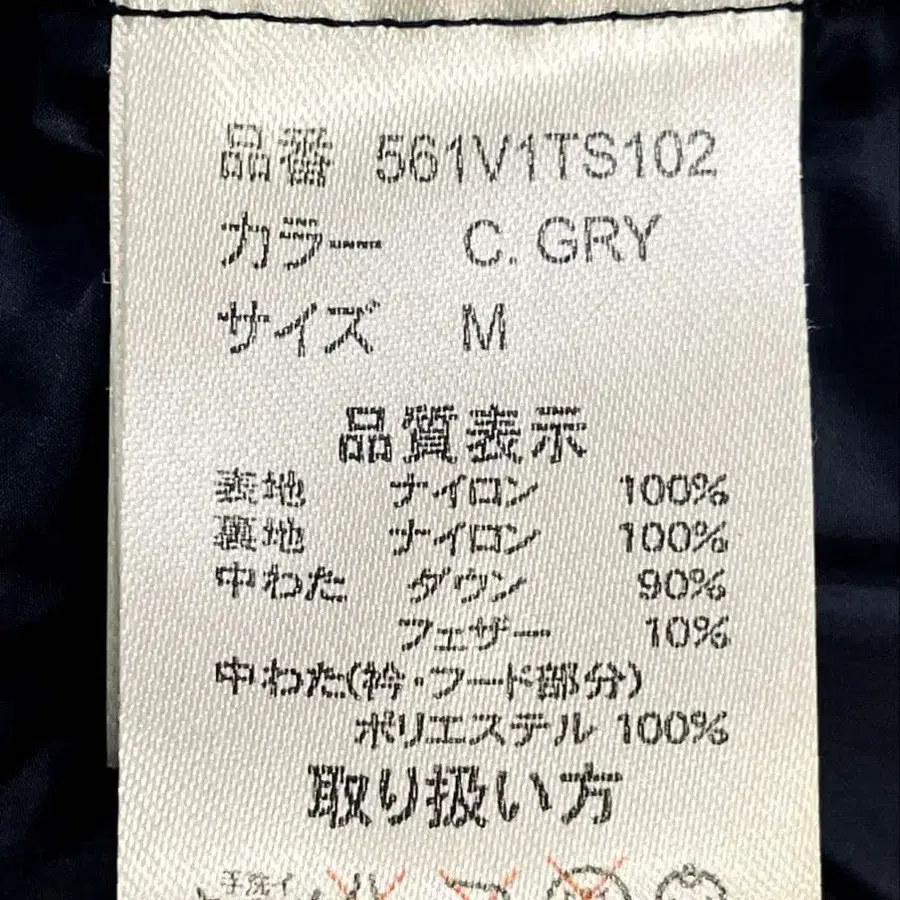 品番 561V1TS102
カラー C. GRY
サイズ M
品質表示
表地 ナイロン 100%
裏地 ナイロン 100%
中わた ダウン 90%
フェザー 10%
中わた(衿・フード部分)
ポリエステル 100%
取り扱い方
手洗イ